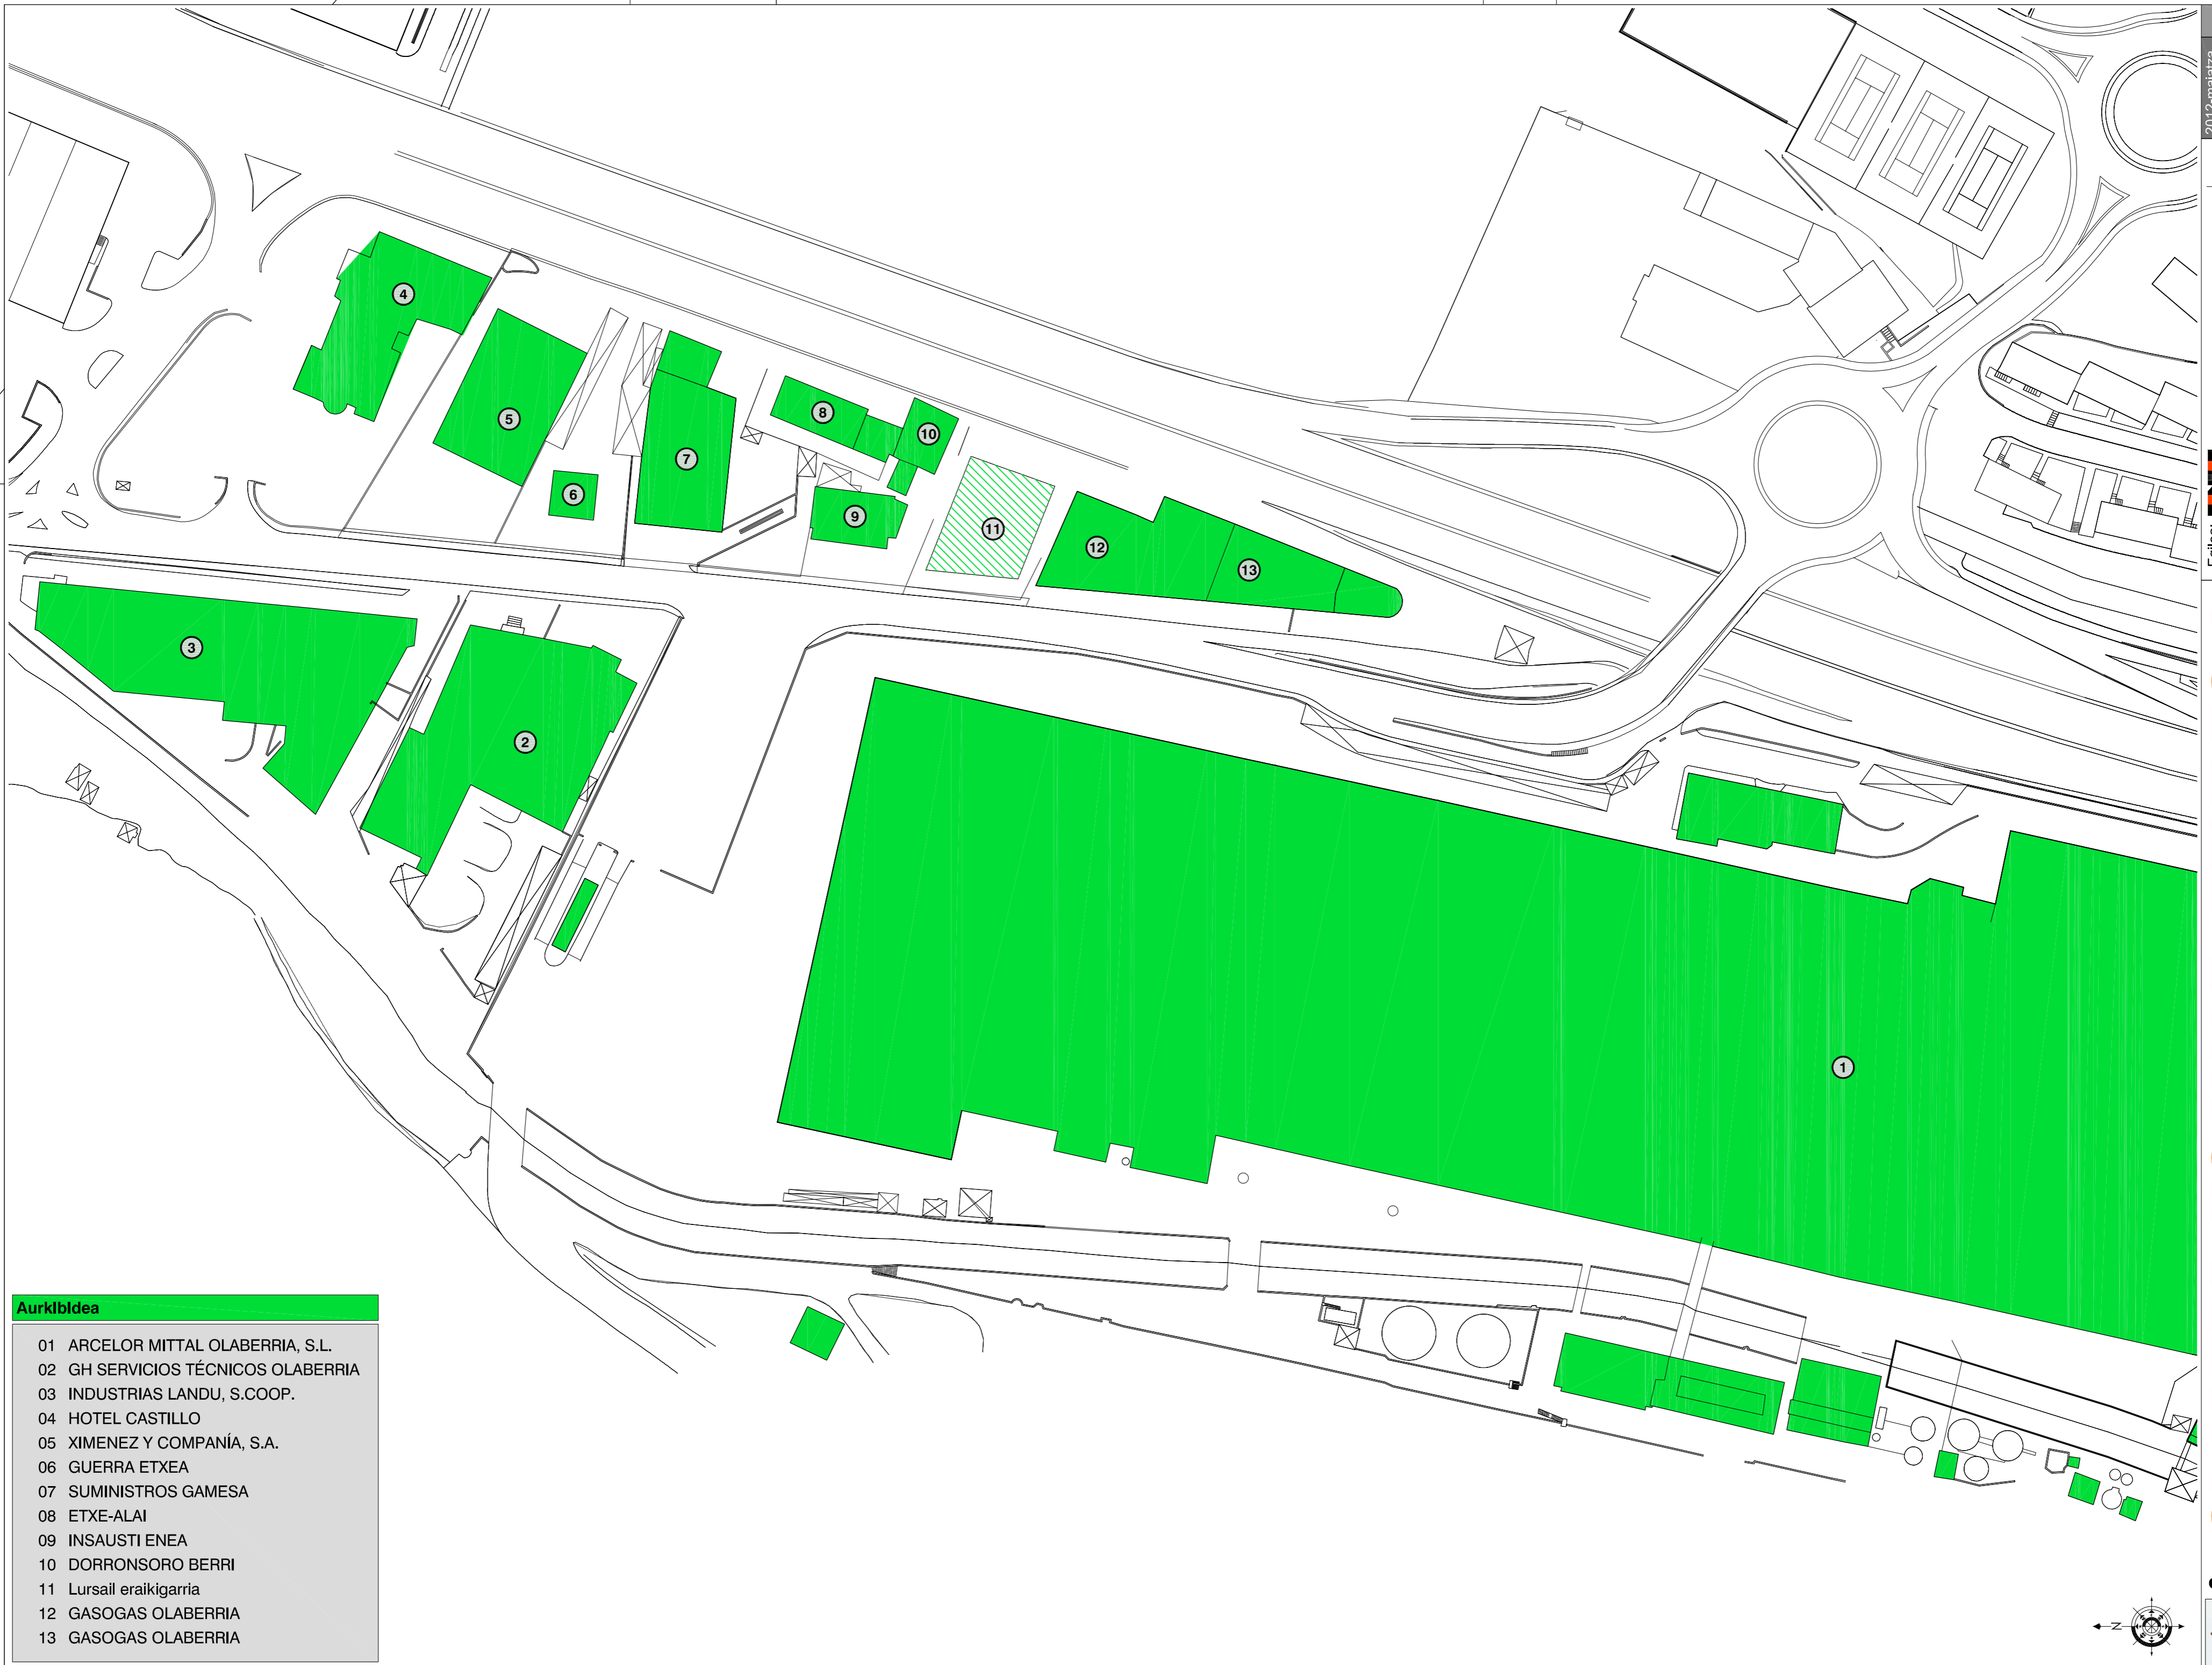 2012-maiatza
4
5
6
7
8
9
10
11
12
13
3
2
1
AurkIbIdea
01 ARCELOR MITTAL OLABERRIA, S.L.
02 GH SERVICIOS TÉCNICOS OLABERRIA
03 INDUSTRIAS LANDU, S.COOP.
04 HOTEL CASTILLO
05 XIMENEZ Y COMPANÍA, S.A.
06 GUERRA ETXEA
07 SUMINISTROS GAMESA
08 ETXE-ALAI
09 INSAUSTI ENEA
10 DORRONSORO BERRI
11 Lursail eraikigarria
12 GASOGAS OLABERRIA
13 GASOGAS OLABERRIA
N